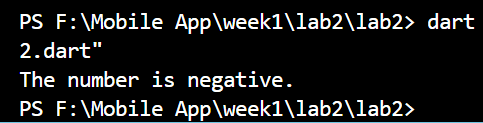 PS F:\Mobile App\week1\lab2\lab2> dart
2.dart"
The number is negative.
PS F:\Mobile App\week1\lab2\lab2>